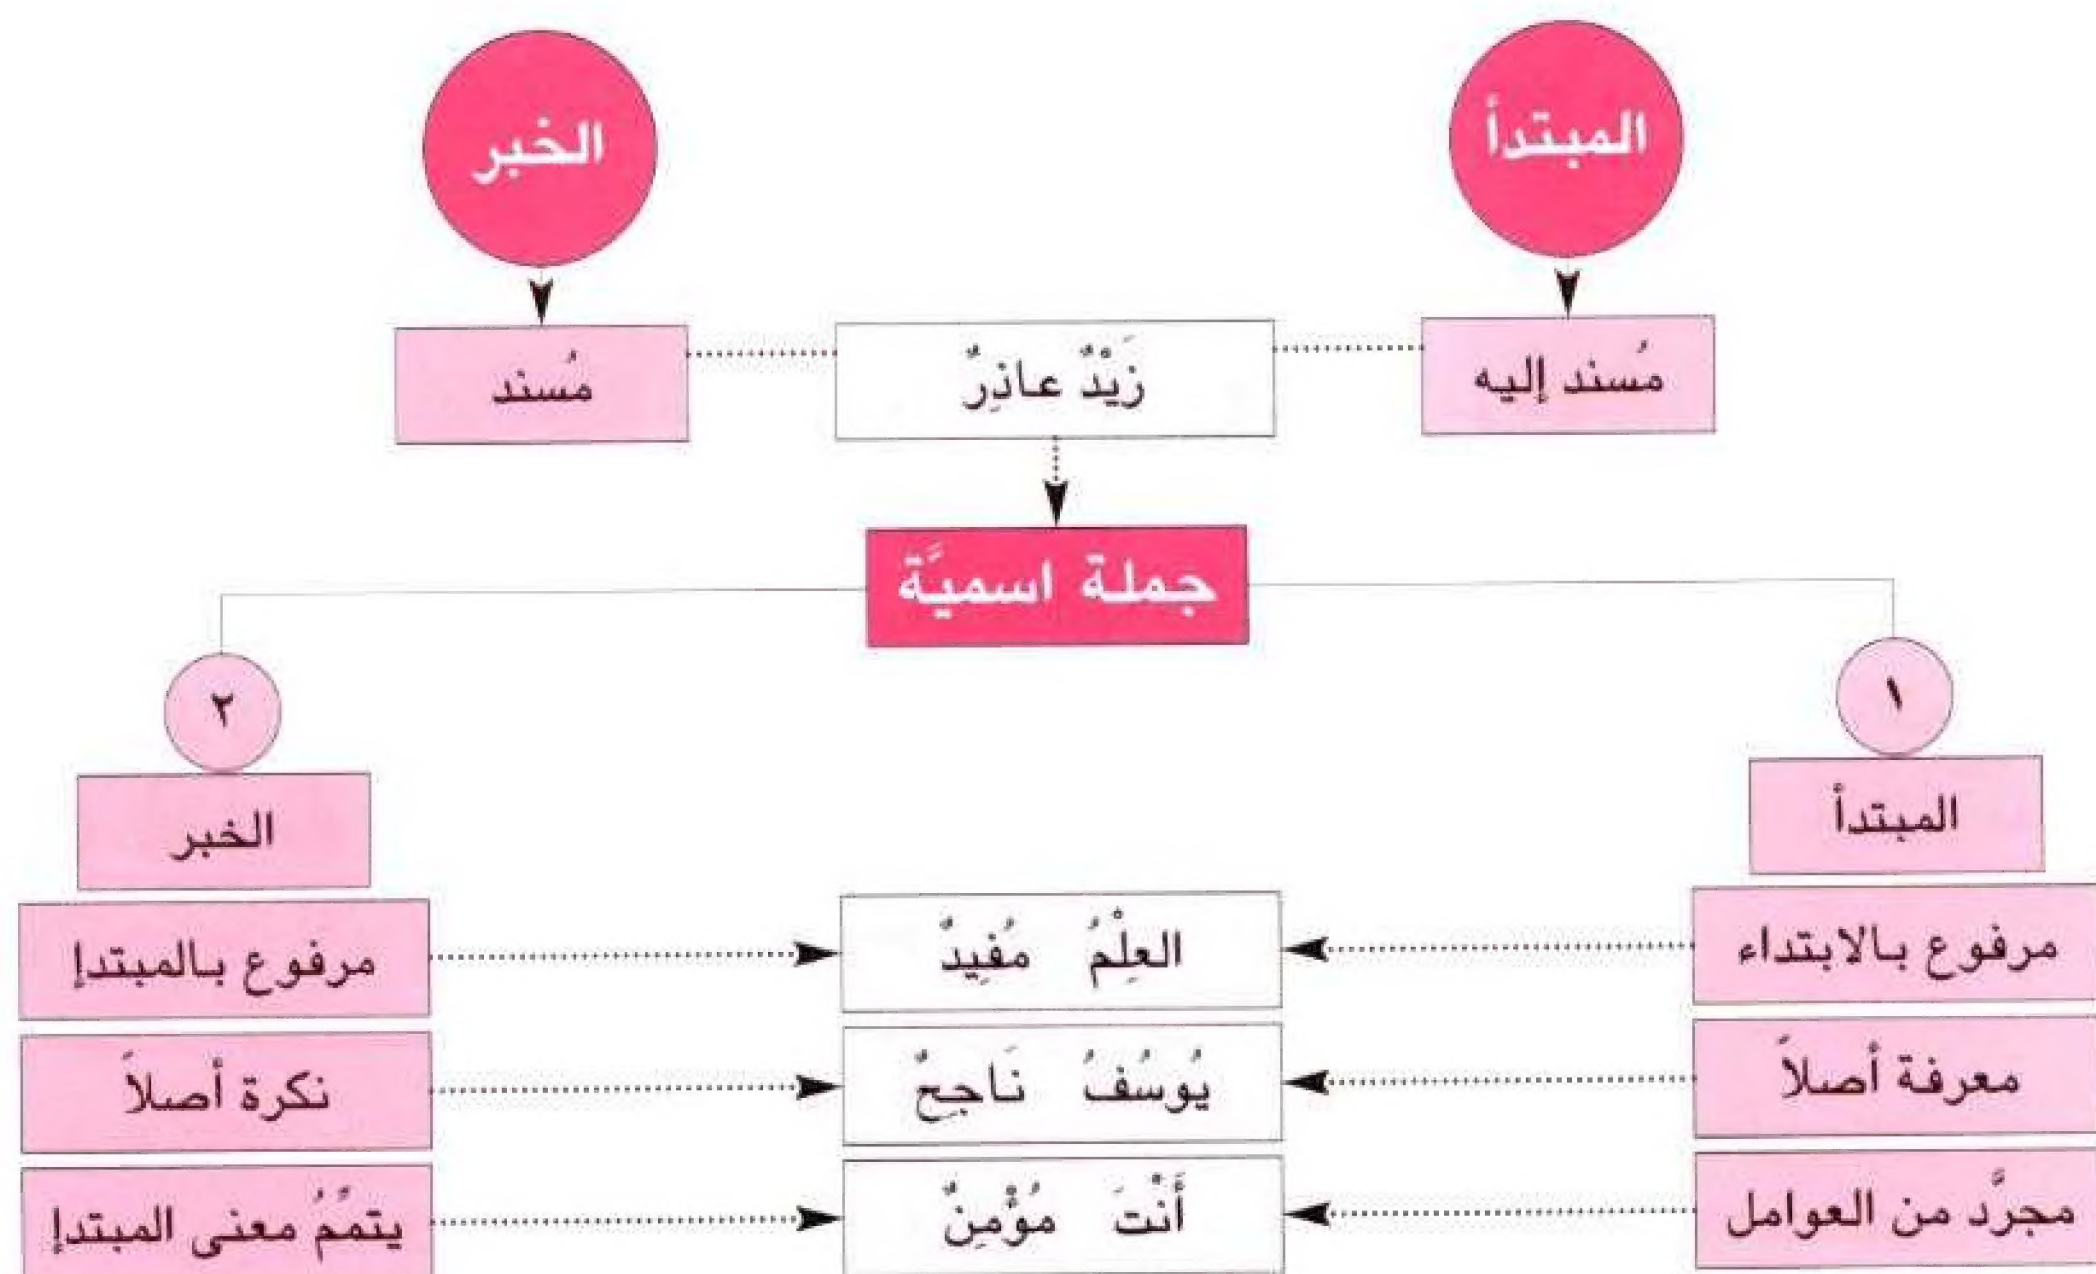 المبتدأ
الخبر
مُسند إليه
زَيْدٌ عاذِرٌ
مُسند
جملة اسميَّة
١
٢
المبتدأ
الخبر
مرفوع بالابتداء
العِلْمُ مُفِيدٌ
مرفوع بالمبتدإ
معرفة أصلاً
يُوسُفُ نَاجِحٌ
نكرة أصلاً
مجرَّد من العوامل
أَنْتَ مُؤْمِنٌ
يتمِّمُ معنى المبتدإ